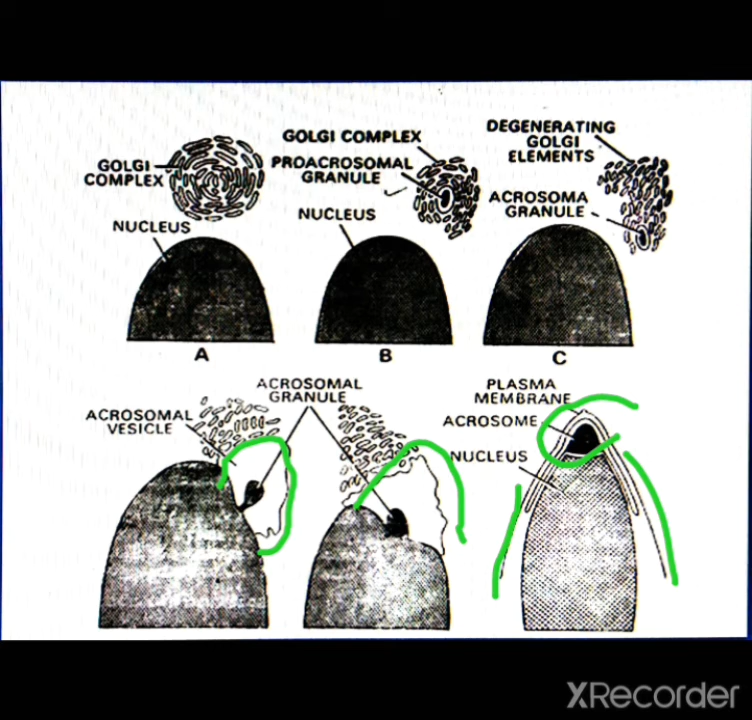 GOLGI
COMPLEX
NUCLEUS
A
GOLGI COMPLEX
PROACROSOMAL
GRANULE
NUCLEUS
B
DEGENERATING
GOLGI
ELEMENTS
ACROSOMA
GRANULE
C
ACROSOMAL
VESICLE
ACROSOMAL
GRANULE
PLASMA
MEMBRANE
ACROSOME
NUCLEUS
XRecorder